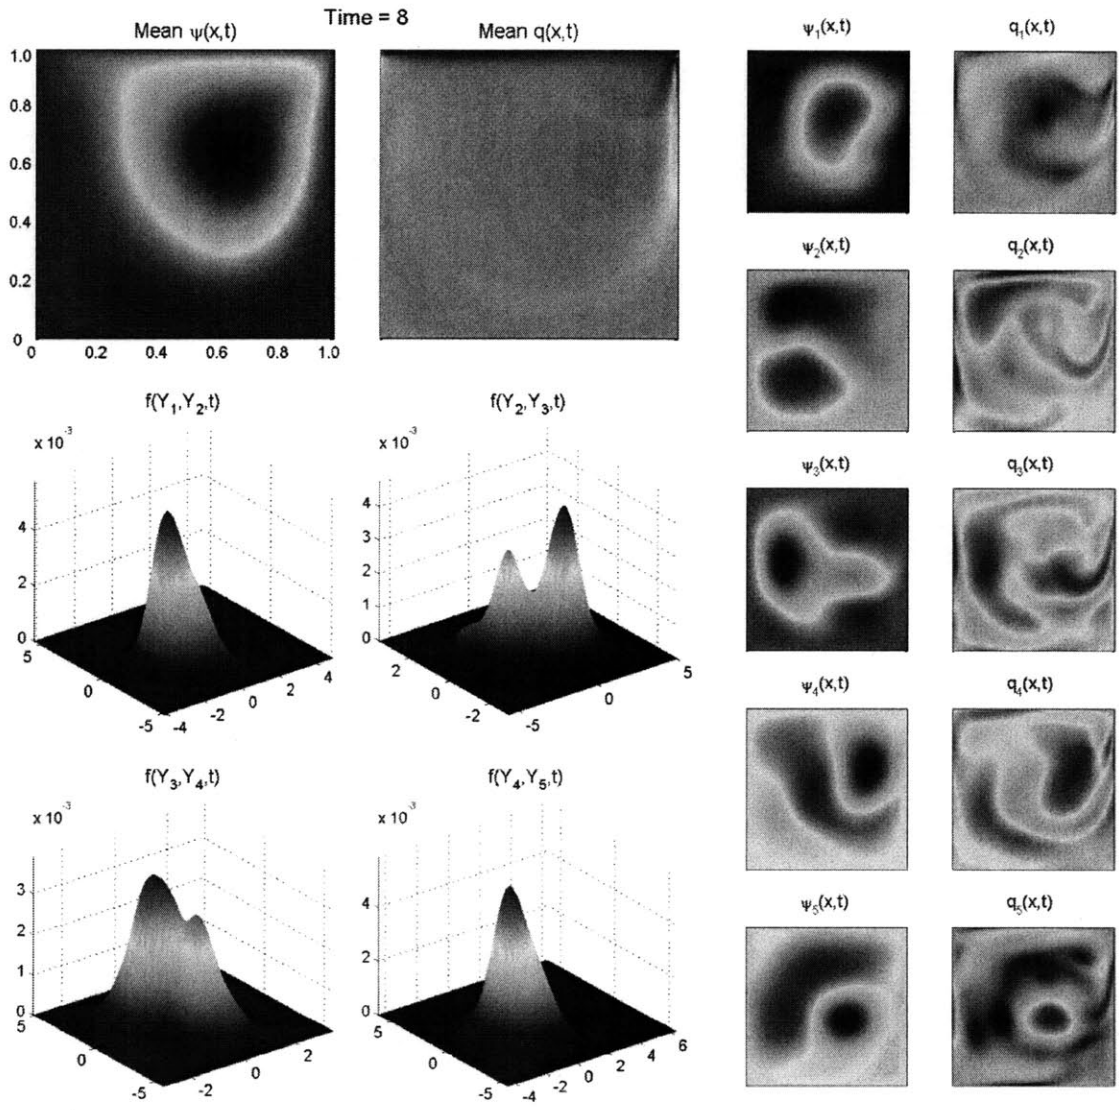 Time = 8
Mean ψ(x,t)
Mean q(x,t)
1.0
0.8
0.6
0.4
0.2
0
0 0.2 0.4 0.6 0.8 1.0
f(Y1,Y2,t)
x 10^-3
4
2
0
5
0
-5
-4 -2 0 2 4
f(Y2,Y3,t)
x 10^-3
4
3
2
1
0
2
0
-2
-5 0 5
f(Y3,Y4,t)
x 10^-3
3
2
1
0
5
0
-5
-2 0 2
f(Y4,Y5,t)
x 10^-3
4
2
0
5
0
-5
-4 -2 0 2 4 6
ψ1(x,t)
q1(x,t)
ψ2(x,t)
q2(x,t)
ψ3(x,t)
q3(x,t)
ψ4(x,t)
q4(x,t)
ψ5(x,t)
q5(x,t)